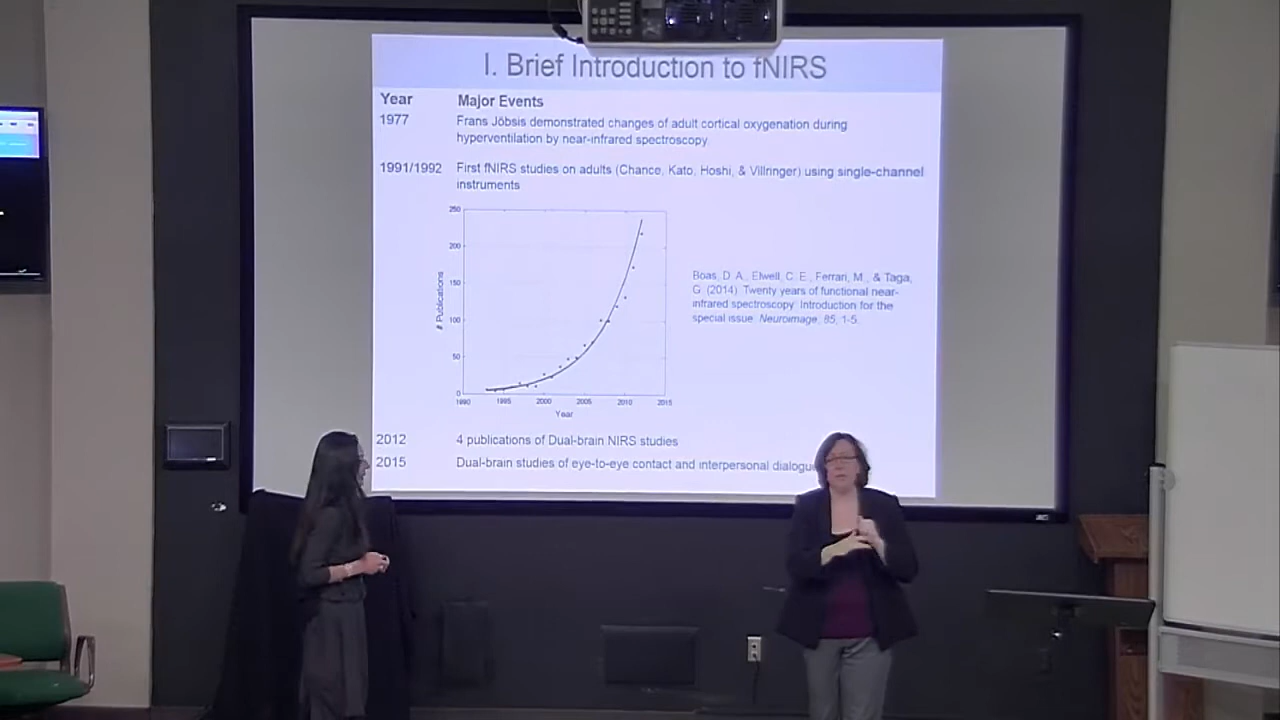 I. Brief Introduction to fNIRS
Year Major Events
1977 Frans Jöbsis demonstrated changes of adult cortical oxygenation during
hyperventilation by near-infrared spectroscopy
1991/1992 First fNIRS studies on adults (Chance, Kato, Hoshi, & Villringer) using single-channel
instruments
250
200
150
100
50
0
# Publications
1990 1995 2000 2005 2010 2015
Year
Boas, D. A., Elwell, C. E., Ferrari, M., & Taga,
G. (2014). Twenty years of functional near-
infrared spectroscopy: Introduction for the
special issue. Neuroimage, 85, 1-5.
2012 4 publications of Dual-brain NIRS studies
2015 Dual-brain studies of eye-to-eye contact and interpersonal dialogue